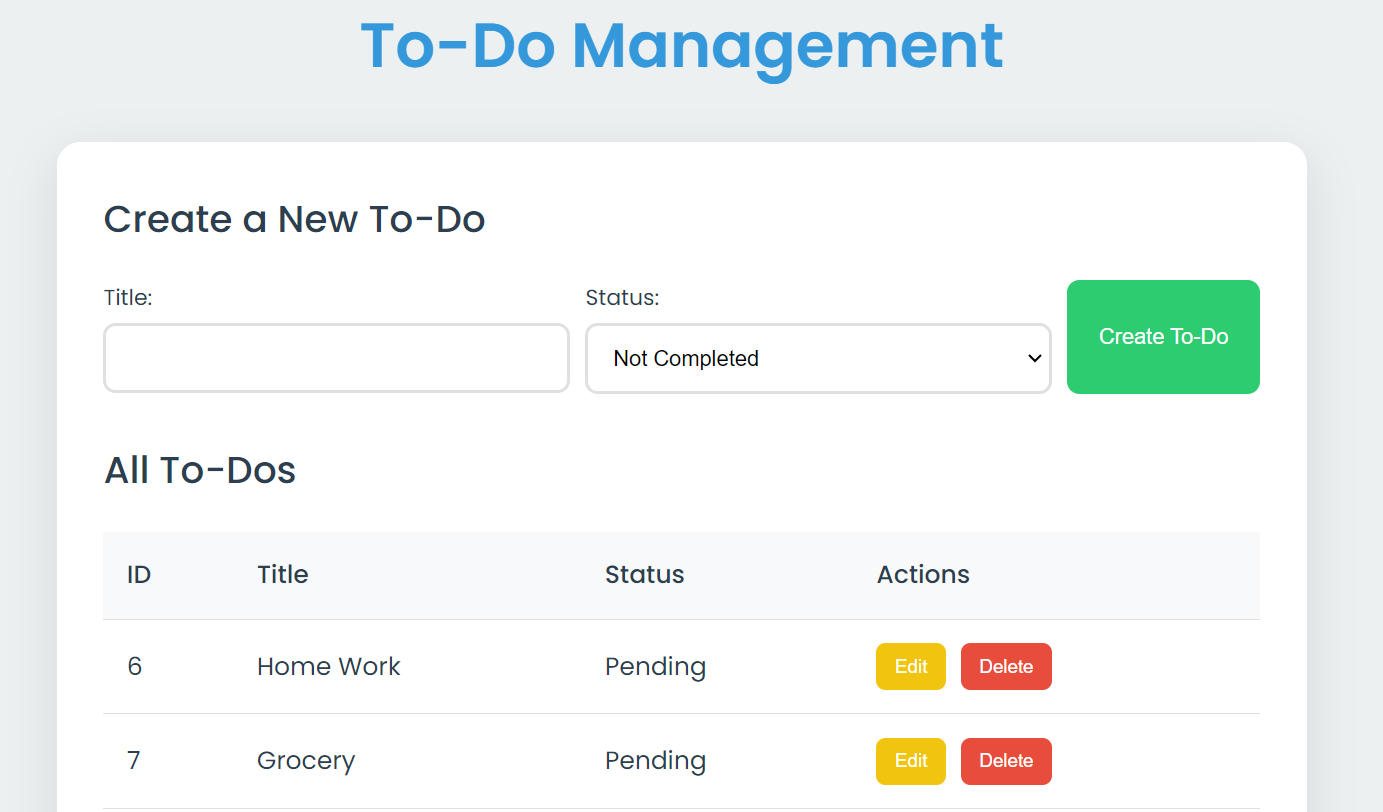 To-Do Management
Create a New To-Do
Title:
Status:
Not Completed
Create To-Do
All To-Dos
ID Title Status Actions
6 Home Work Pending Edit Delete
7 Grocery Pending Edit Delete